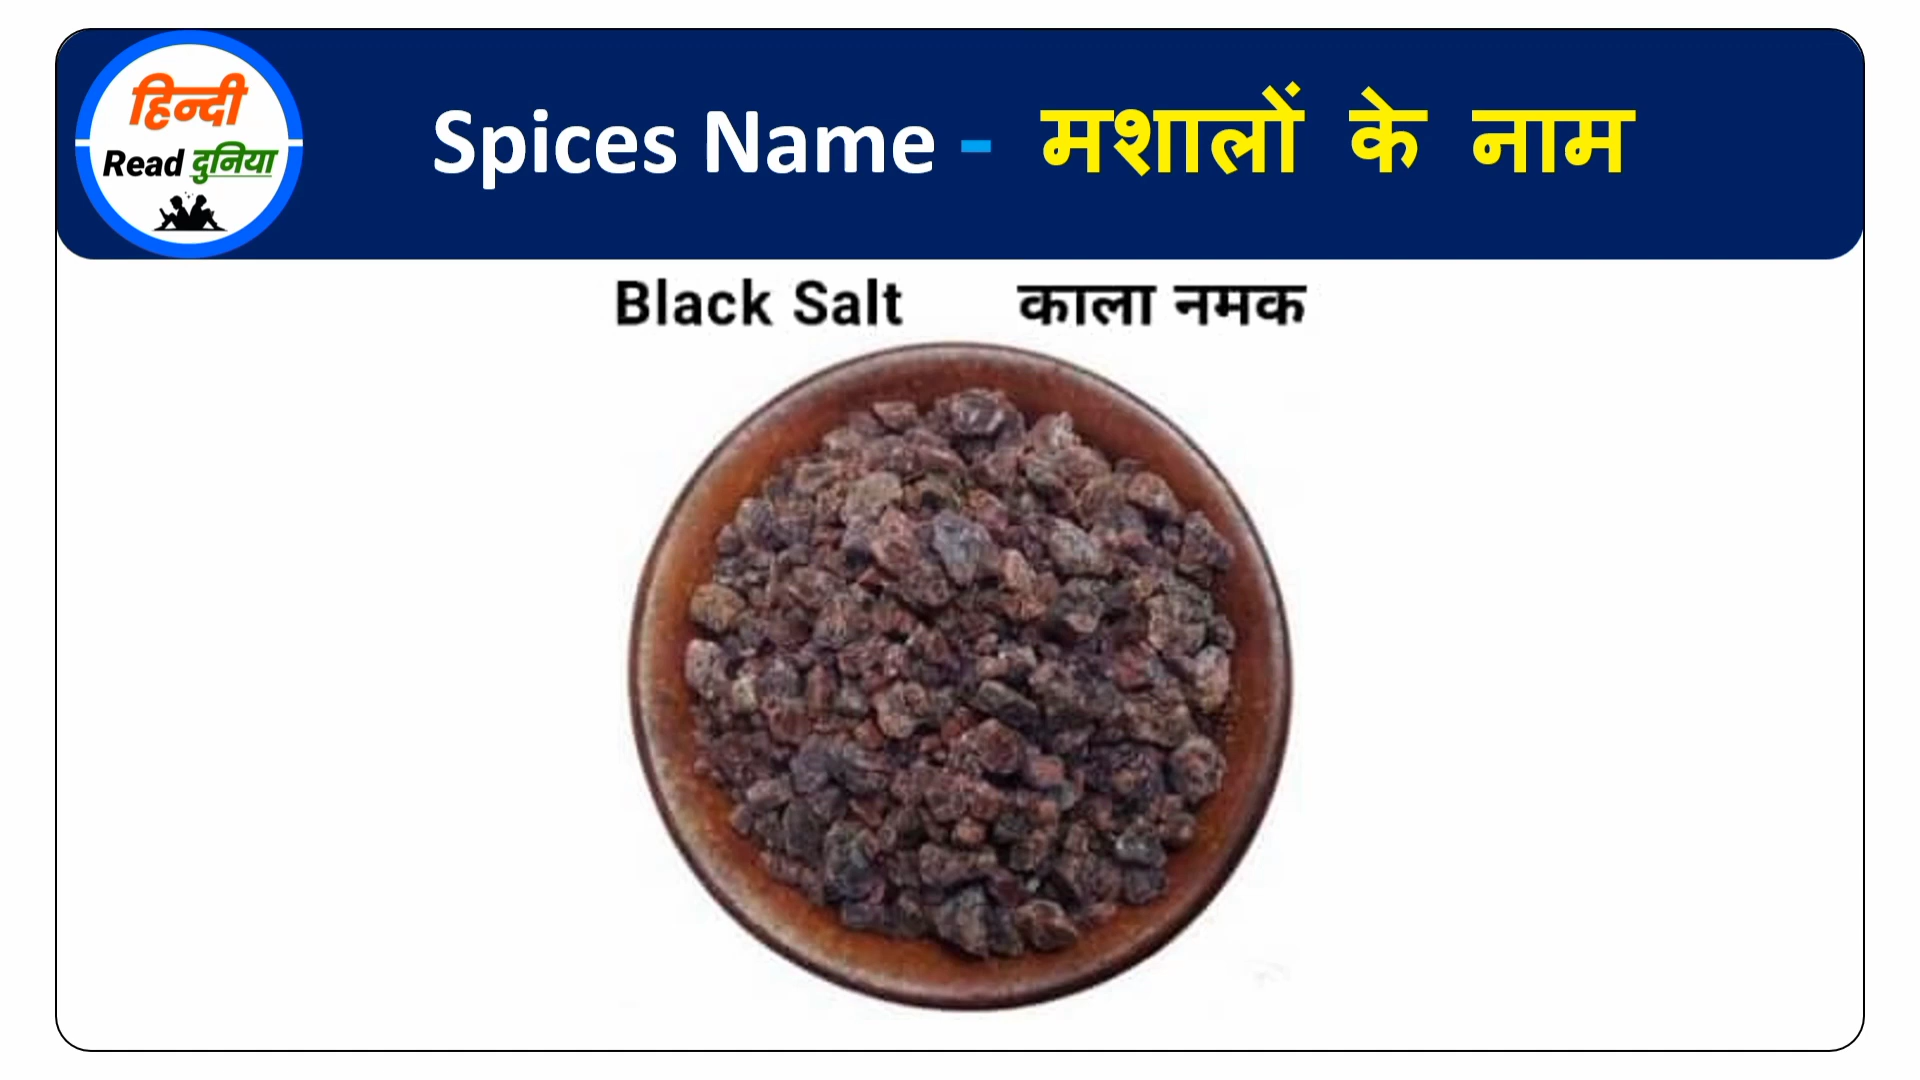 हिन्दी
Read दुनिया
Spices Name - मशालों के नाम
Black Salt काला नमक